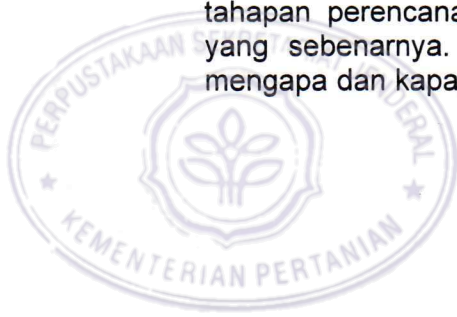 tahapan perencana
yang sebenarnya.
mengapa dan kapa
PERPUSTAKAAN SEKRETARIAT JENDERAL
KEMENTERIAN PERTANIAN